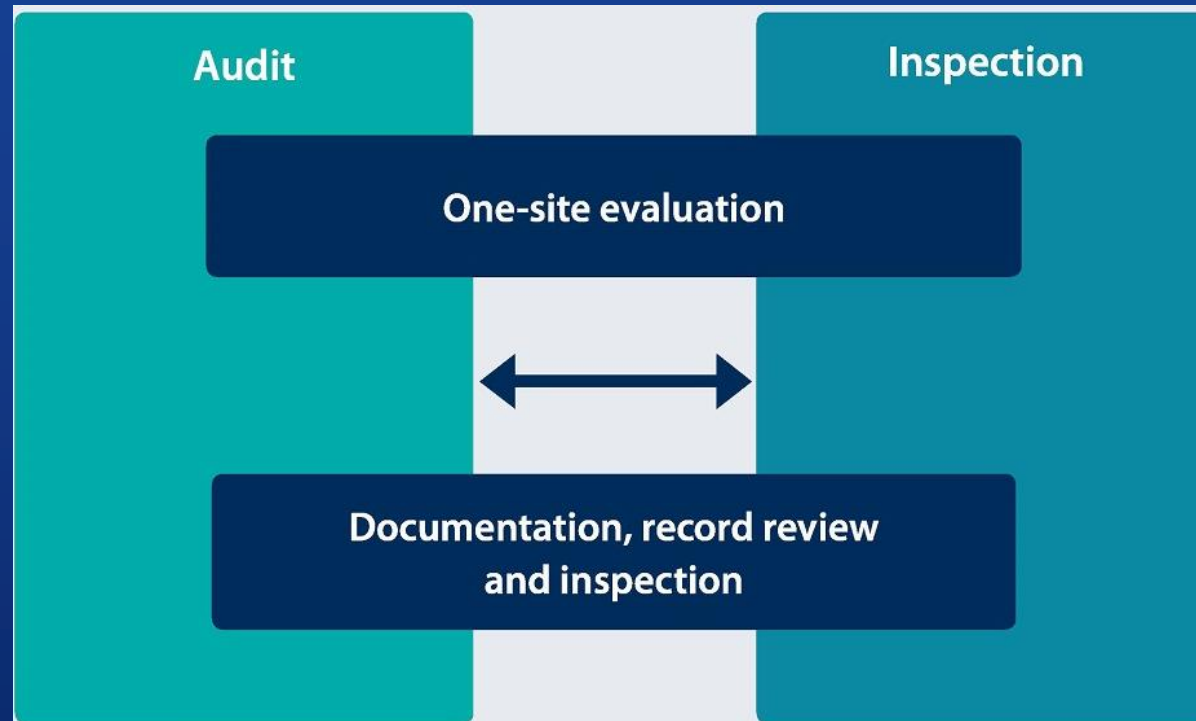 Audit
Inspection
One-site evaluation
Documentation, record review
and inspection